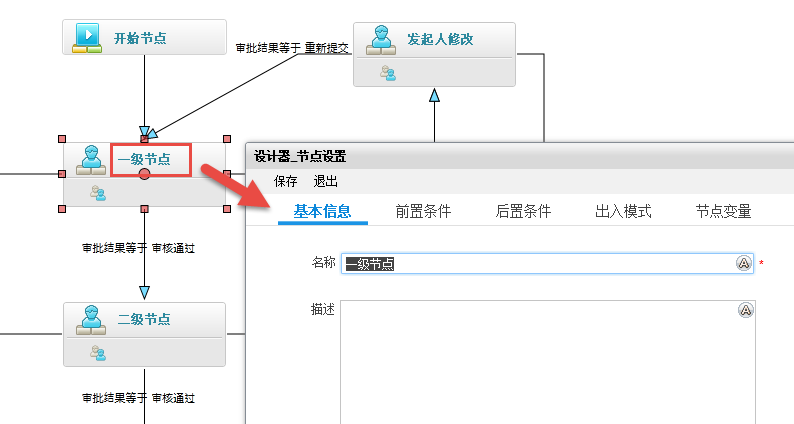 开始节点
发起人修改
审批结果等于 重新提交
一级节点
设计器_节点设置
保存 退出
基本信息 前置条件 后置条件 出入模式 节点变量
审批结果等于 审核通过
名称 一级节点 A *
描述 A
二级节点
审批结果等于 审核通过